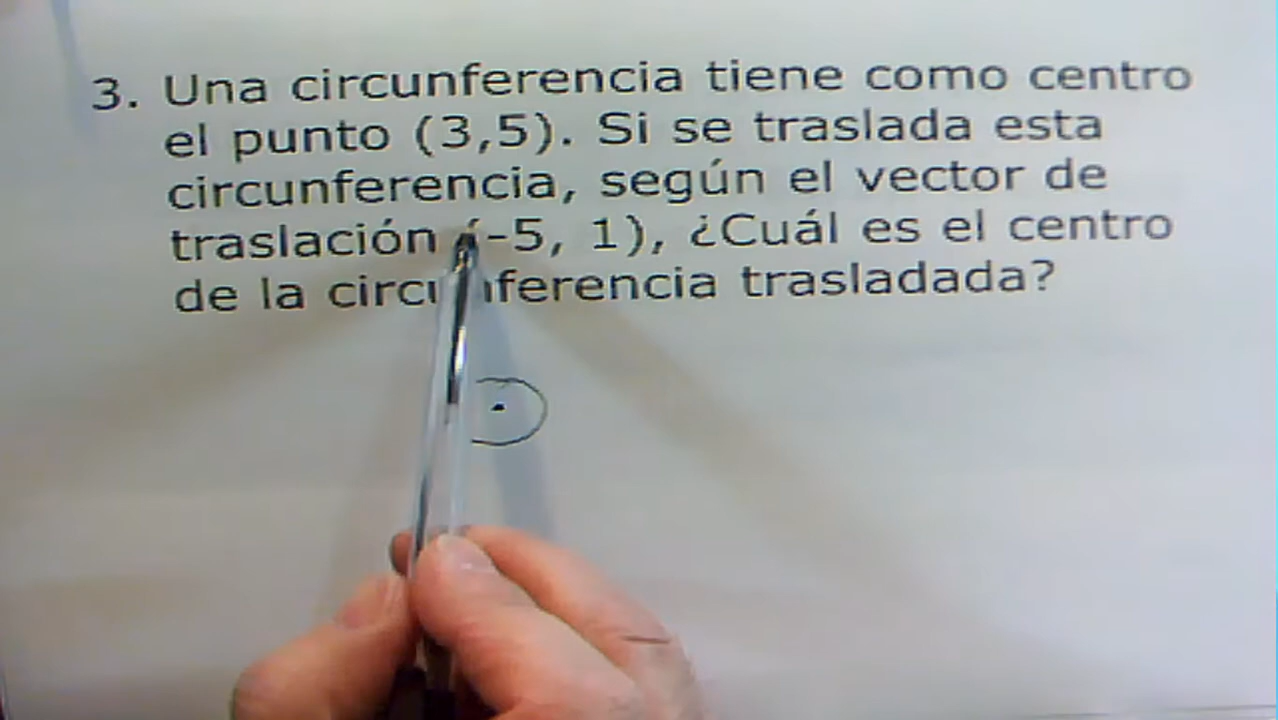 3. Una circunferencia tiene como centro
el punto (3,5). Si se traslada esta
circunferencia, según el vector de
traslación (-5, 1), ¿Cuál es el centro
de la circunferencia trasladada?